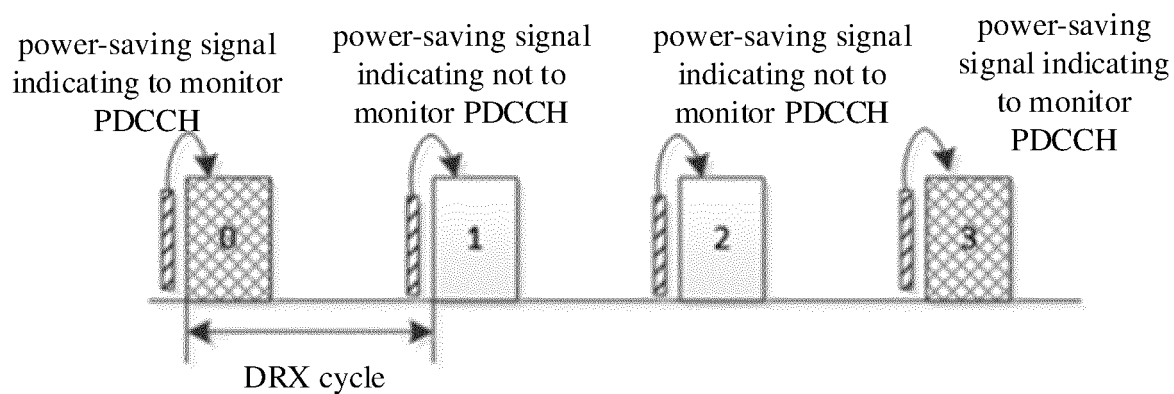 power-saving signal
indicating to monitor
PDCCH
power-saving signal
indicating not to
monitor PDCCH
power-saving signal
indicating not to
monitor PDCCH
power-saving
signal indicating
to monitor
PDCCH
0
1
2
3
DRX cycle